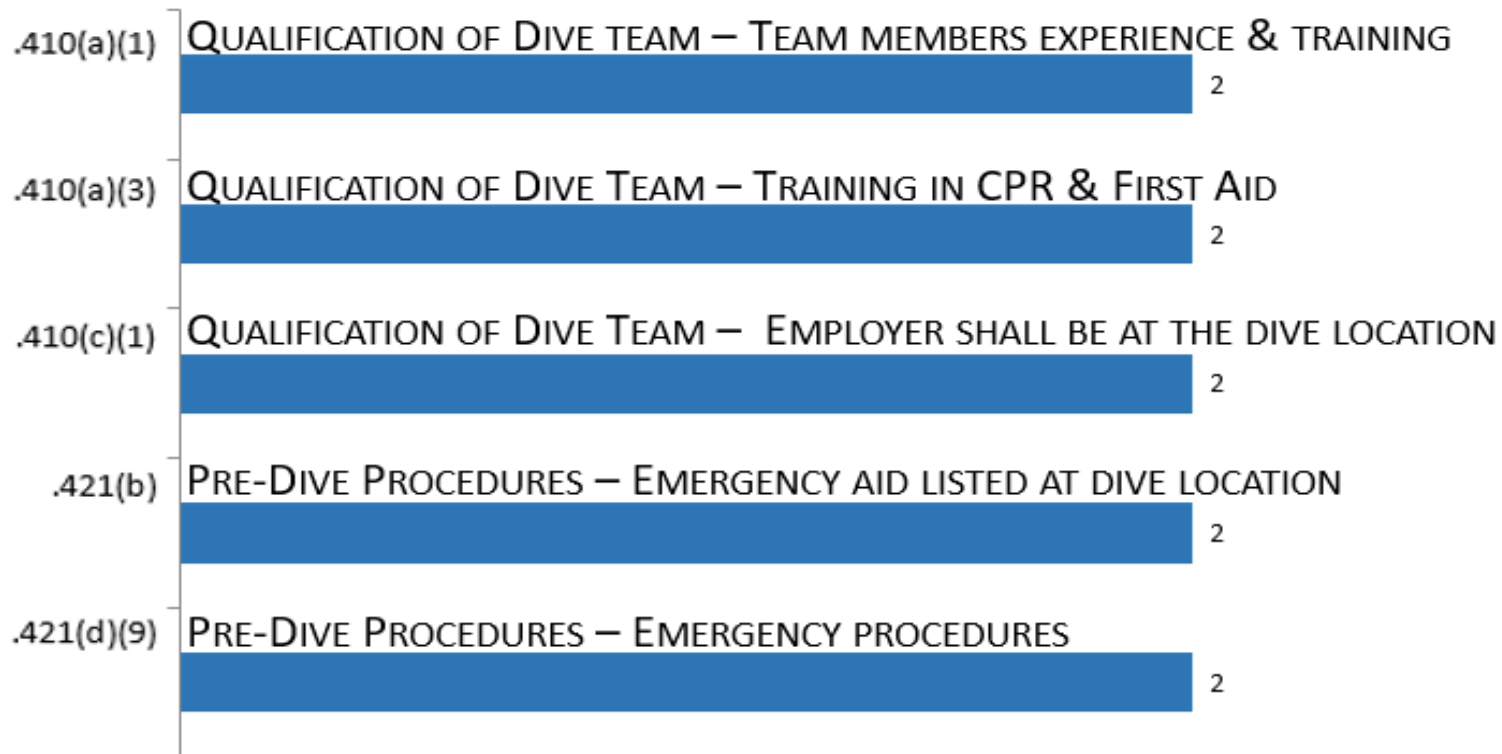 .410(a)(1) Qualification of Dive team – Team members experience & training
2
.410(a)(3) Qualification of Dive Team – Training in CPR & First Aid
2
.410(c)(1) Qualification of Dive Team – Employer shall be at the dive location
2
.421(b) Pre-Dive Procedures – Emergency aid listed at dive location
2
.421(d)(9) Pre-Dive Procedures – Emergency procedures
2